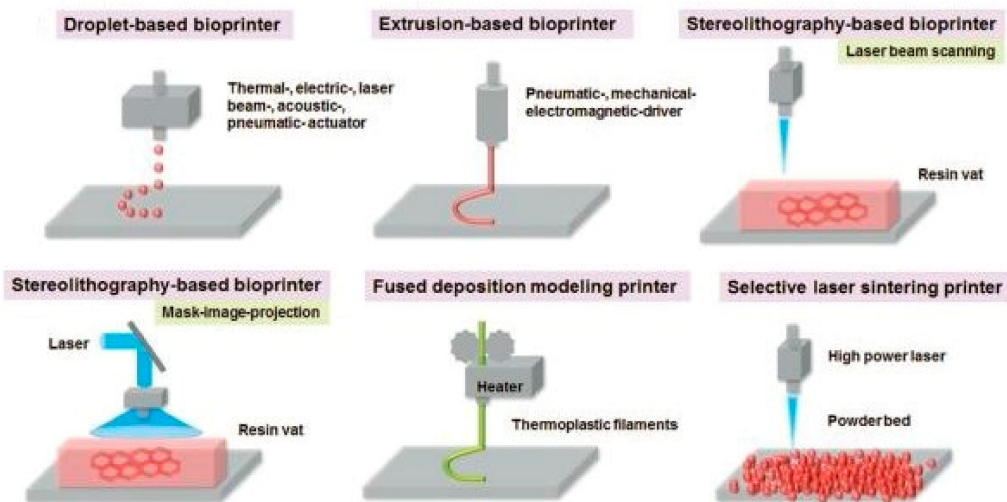 Droplet-based bioprinter
Thermal-, electric-, laser
beam-, acoustic-,
pneumatic- actuator
Extrusion-based bioprinter
Pneumatic-, mechanical-
electromagnetic-driver
Stereolithography-based bioprinter
Laser beam scanning
Resin vat
Stereolithography-based bioprinter
Mask-image-projection
Laser
Resin vat
Fused deposition modeling printer
Heater
Thermoplastic filaments
Selective laser sintering printer
High power laser
Powder bed